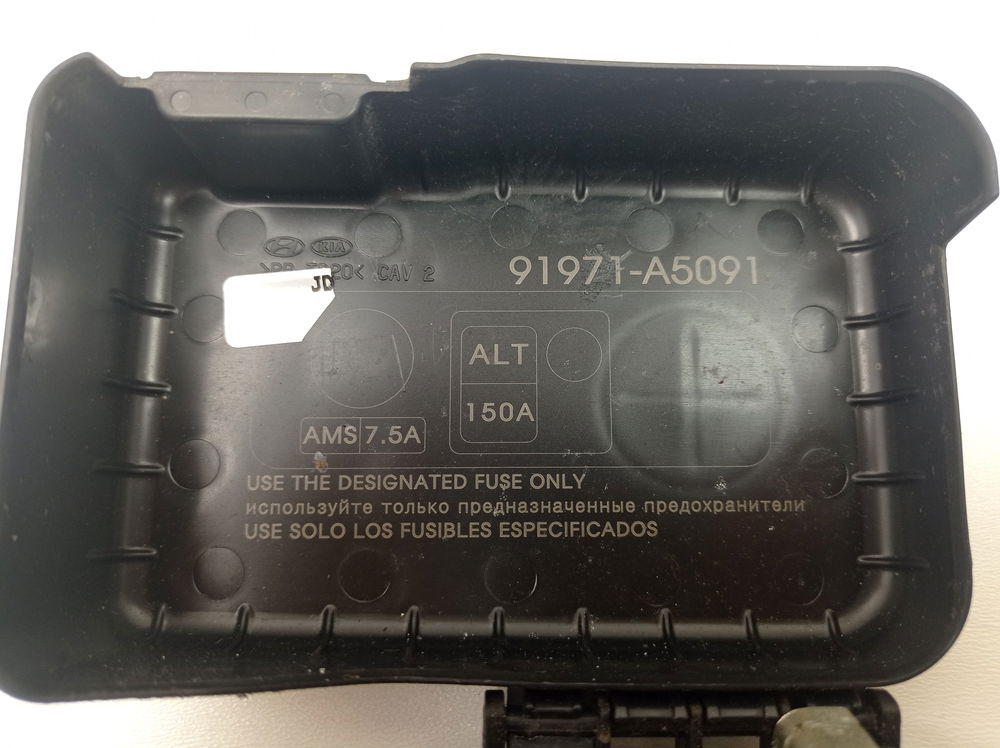 KIA
CAV 2
91971-A5091
JD
ALT
150A
AMS 7.5A
USE THE DESIGNATED FUSE ONLY
используйте только предназначенные предохранители
USE SOLO LOS FUSIBLES ESPECIFICADOS